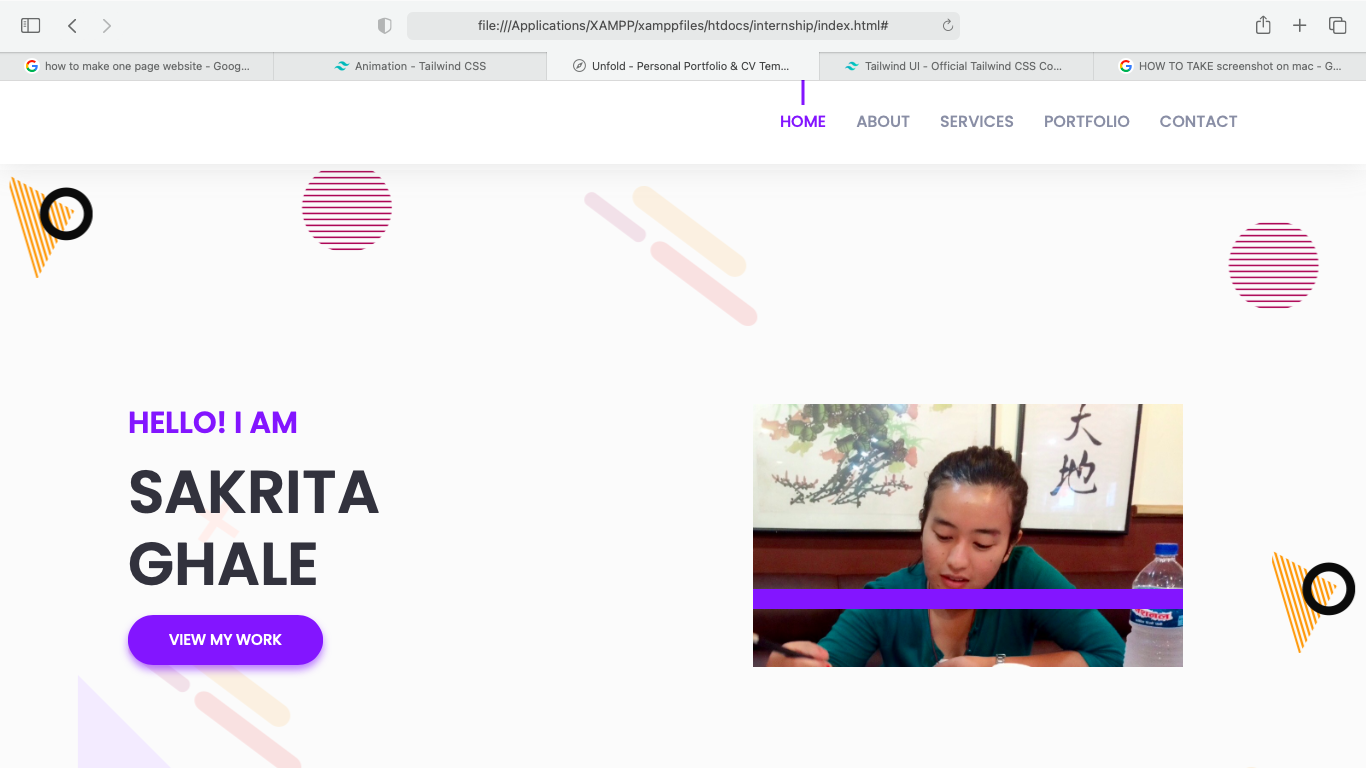 file:///Applications/XAMPP/xamppfiles/htdocs/internship/index.html#
how to make one page website - Goog...
Animation - Tailwind CSS
Unfold - Personal Portfolio & CV Tem...
Tailwind UI - Official Tailwind CSS Co...
HOW TO TAKE screenshot on mac - G...
HOME ABOUT SERVICES PORTFOLIO CONTACT
HELLO! I AM
SAKRITA
GHALE
VIEW MY WORK
大
地